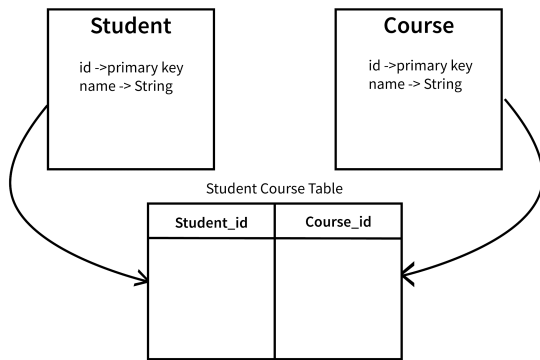 Student
id ->primary key
name -> String
Course
id ->primary key
name -> String
Student Course Table
Student_id
Course_id